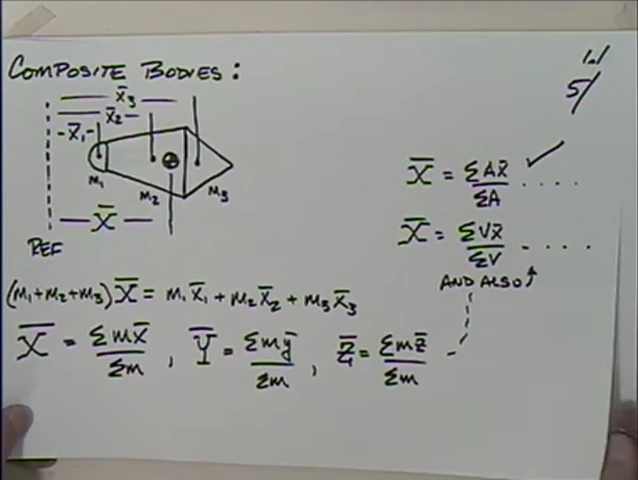 COMPOSITE BODIES:
5/
X̄3
X̄2
X̄1
M1
M2
M3
X̄
REF
X̄ = ΣAX̄/ΣA ....
X̄ = ΣVX̄/ΣV ....
AND ALSO
(M1+M2+M3)X̄ = M1X̄1 + M2X̄2 + M3X̄3
X̄ = ΣmX̄/Σm, Ȳ = Σmȳ/Σm, Z̄ = Σmz̄/Σm